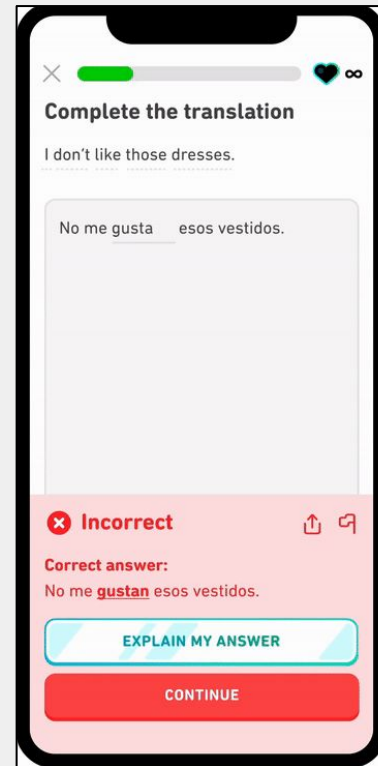 ∞
Complete the translation
I don't like those dresses.
No me gusta esos vestidos.
Incorrect
Correct answer:
No me gustan esos vestidos.
EXPLAIN MY ANSWER
CONTINUE